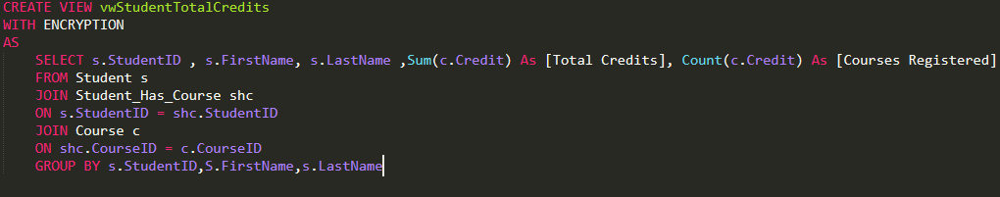 CREATE VIEW vwStudentTotalCredits
WITH ENCRYPTION
AS
SELECT s.StudentID , s.FirstName, s.LastName ,Sum(c.Credit) As [Total Credits], Count(c.Credit) As [Courses Registered]
FROM Student s
JOIN Student_Has_Course shc
ON s.StudentID = shc.StudentID
JOIN Course c
ON shc.CourseID = c.CourseID
GROUP BY s.StudentID,S.FirstName,s.LastName